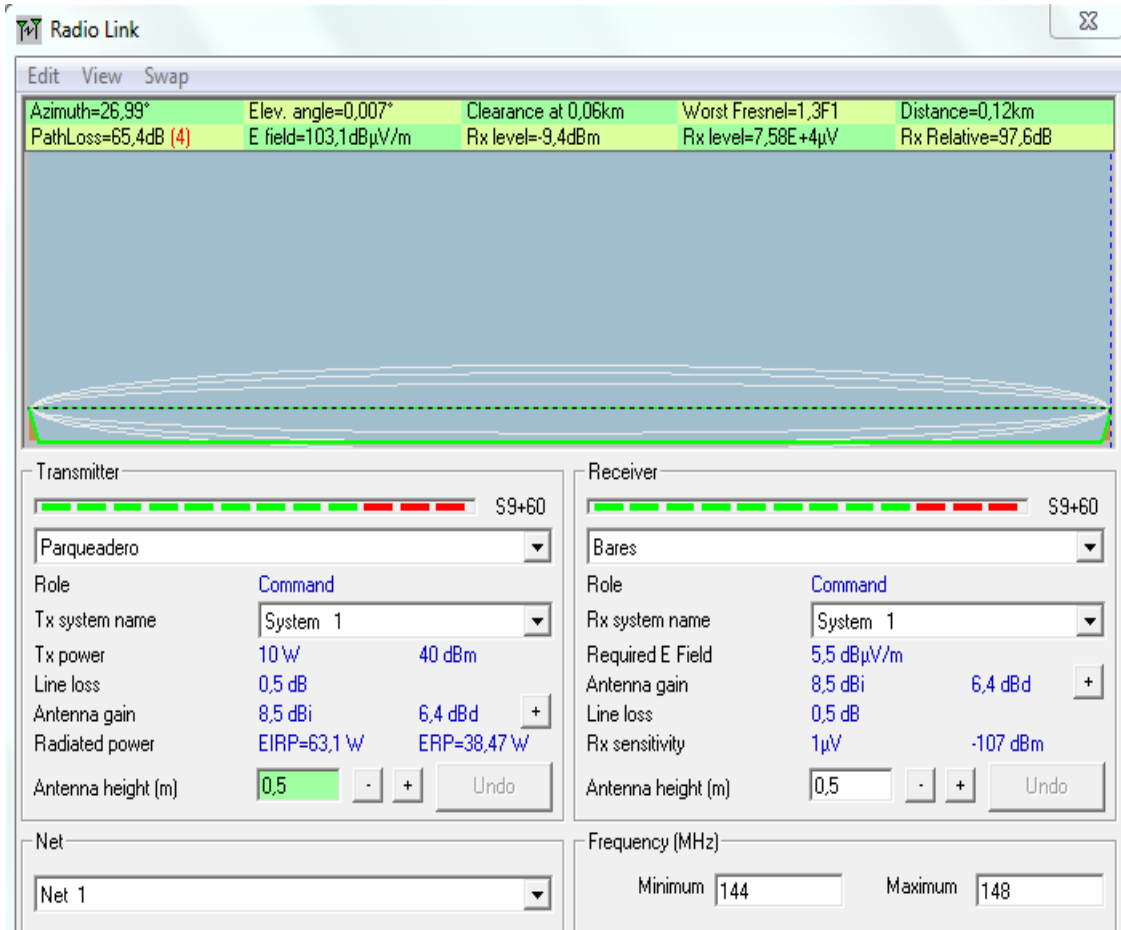 Radio Link
Edit View Swap
Azimuth=26,99° Elev. angle=0,007° Clearance at 0,06km Worst Fresnel=1,3F1 Distance=0,12km
PathLoss=65,4dB (4) E field=103,1dBµV/m Rx level=-9,4dBm Rx level=7,58E+4µV Rx Relative=97,6dB
Transmitter
S9+60
Parqueadero
Role Command
Tx system name System 1
Tx power 10 W 40 dBm
Line loss 0,5 dB
Antenna gain 8,5 dBi 6,4 dBd +
Radiated power EIRP=63,1 W ERP=38,47 W
Antenna height (m) 0,5 - + Undo
Net
Net 1
Receiver
S9+60
Bares
Role Command
Rx system name System 1
Required E Field 5,5 dBµV/m
Antenna gain 8,5 dBi 6,4 dBd +
Line loss 0,5 dB
Rx sensitivity 1µV -107 dBm
Antenna height (m) 0,5 - + Undo
Frequency (MHz)
Minimum 144 Maximum 148